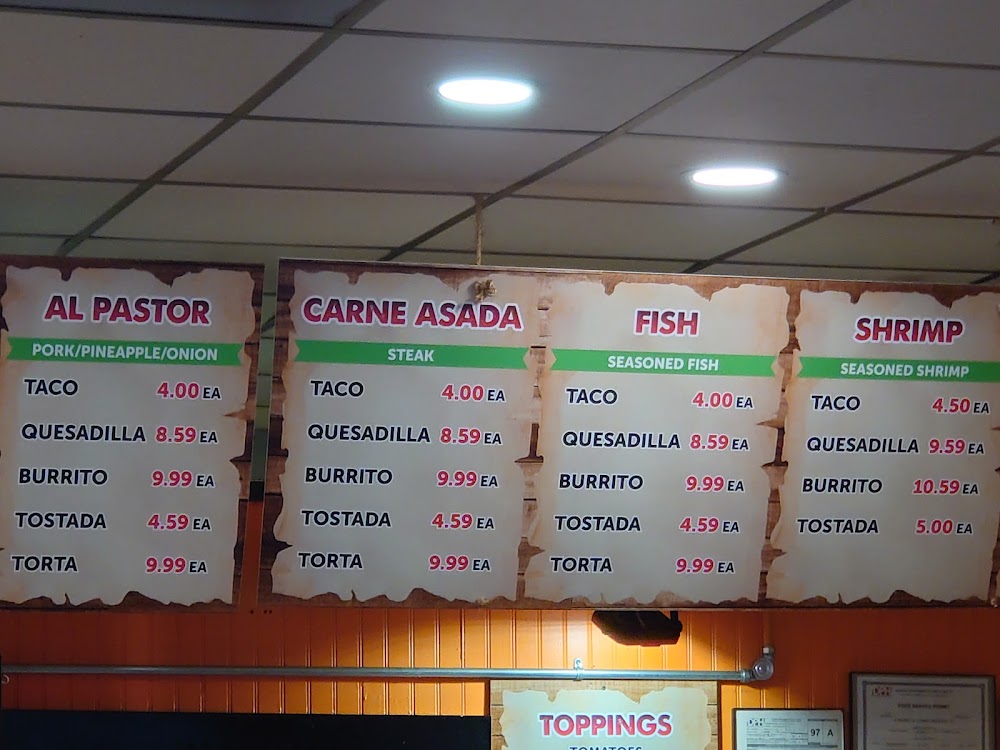 AL PASTOR
PORK/PINEAPPLE/ONION
TACO 4.00 EA
QUESADILLA 8.59 EA
BURRITO 9.99 EA
TOSTADA 4.59 EA
TORTA 9.99 EA
CARNE ASADA
STEAK
TACO 4.00 EA
QUESADILLA 8.59 EA
BURRITO 9.99 EA
TOSTADA 4.59 EA
TORTA 9.99 EA
FISH
SEASONED FISH
TACO 4.00 EA
QUESADILLA 8.59 EA
BURRITO 9.99 EA
TOSTADA 4.59 EA
TORTA 9.99 EA
SHRIMP
SEASONED SHRIMP
TACO 4.50 EA
QUESADILLA 9.59 EA
BURRITO 10.59 EA
TOSTADA 5.00 EA
TOPPINGS
TOMATOES
DPH
97 A
DPH